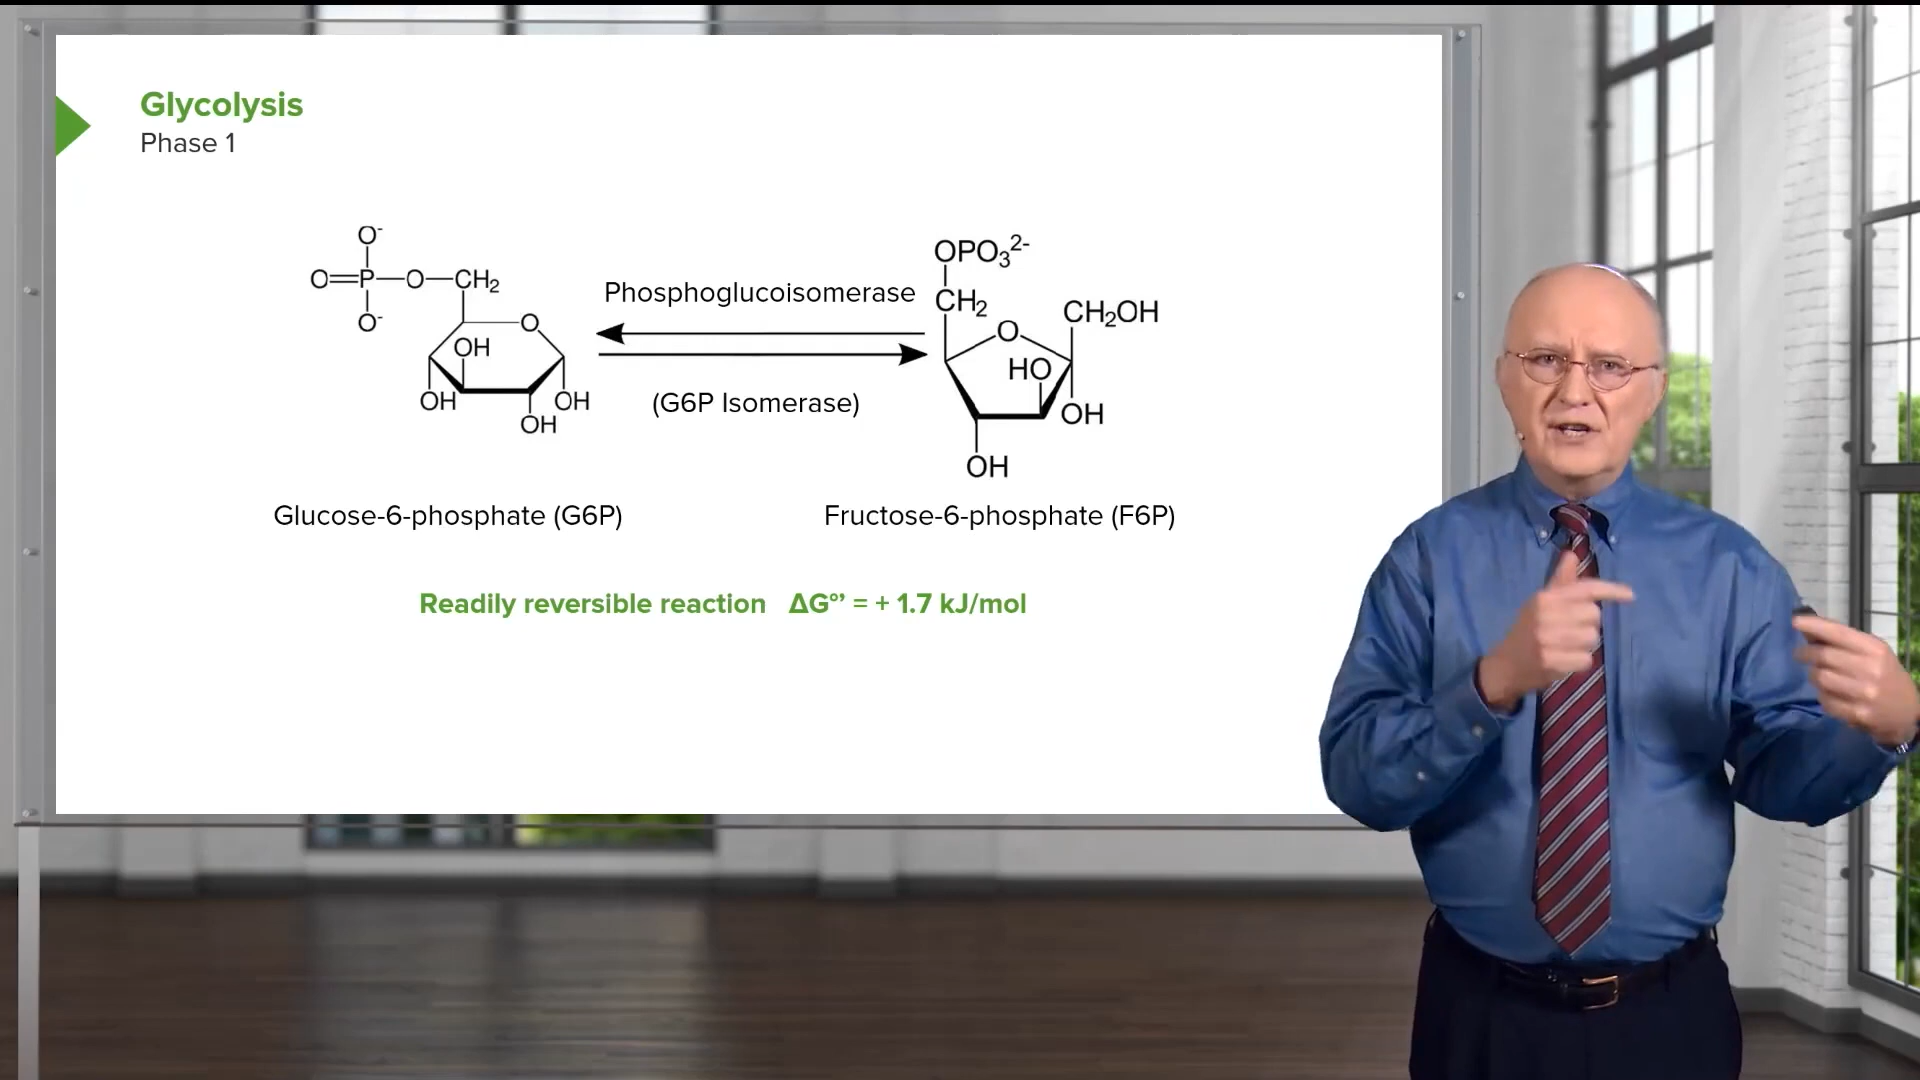 Glycolysis
Phase 1
O-
O=P—O—CH₂
O-
O
OH
OH
OH
OH
Phosphoglucoisomerase
(G6P Isomerase)
OPO₃²⁻
CH₂
CH₂OH
O
HO
OH
OH
Glucose-6-phosphate (G6P)
Fructose-6-phosphate (F6P)
Readily reversible reaction ΔG°’ = + 1.7 kJ/mol